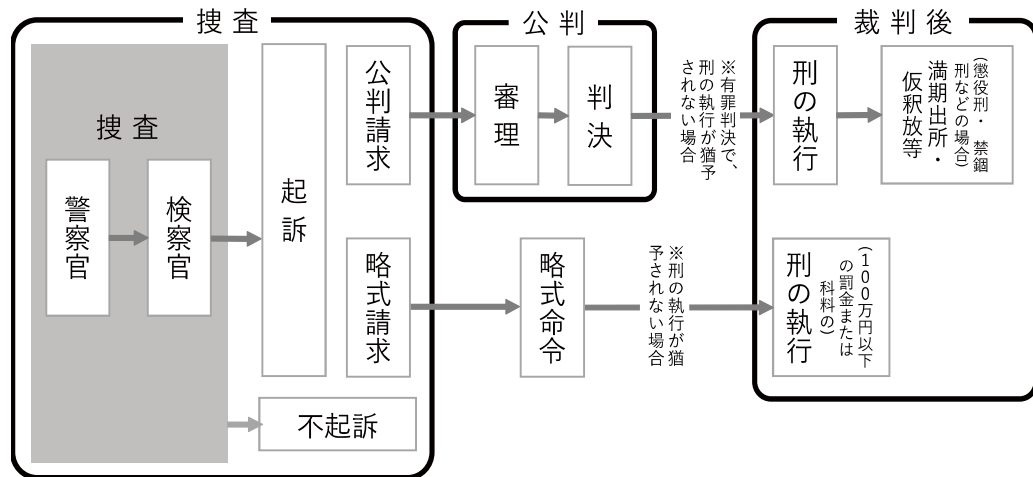 捜査
捜査
警察官
検察官
起訴
公判請求
略式請求
不起訴
公判
審理
判決
※有罪判決で、
刑の執行が猶予
されない場合
略式命令
※刑の執行が猶
予されない場合
裁判後
刑の執行
(懲役刑・禁錮
刑などの場合)
満期出所・
仮釈放等
刑の執行
(100万円以下
の罰金または
科料の)